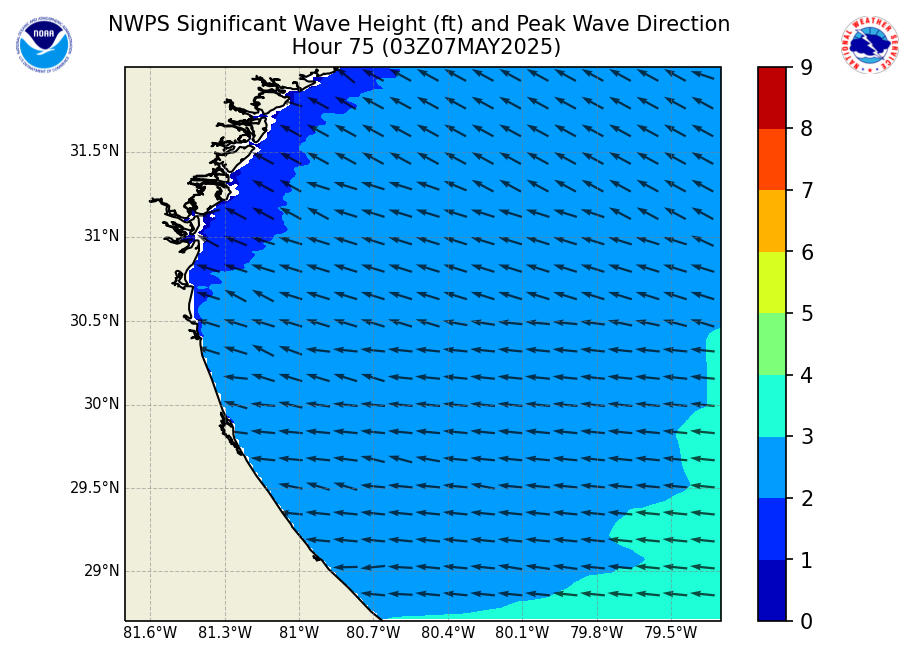 NWPS Significant Wave Height (ft) and Peak Wave Direction
Hour 75 (03Z07MAY2025)
NOAA
NATIONAL WEATHER SERVICE
31.5°N
31°N
30.5°N
30°N
29.5°N
29°N
81.6°W 81.3°W 81°W 80.7°W 80.4°W 80.1°W 79.8°W 79.5°W
9
8
7
6
5
4
3
2
1
0